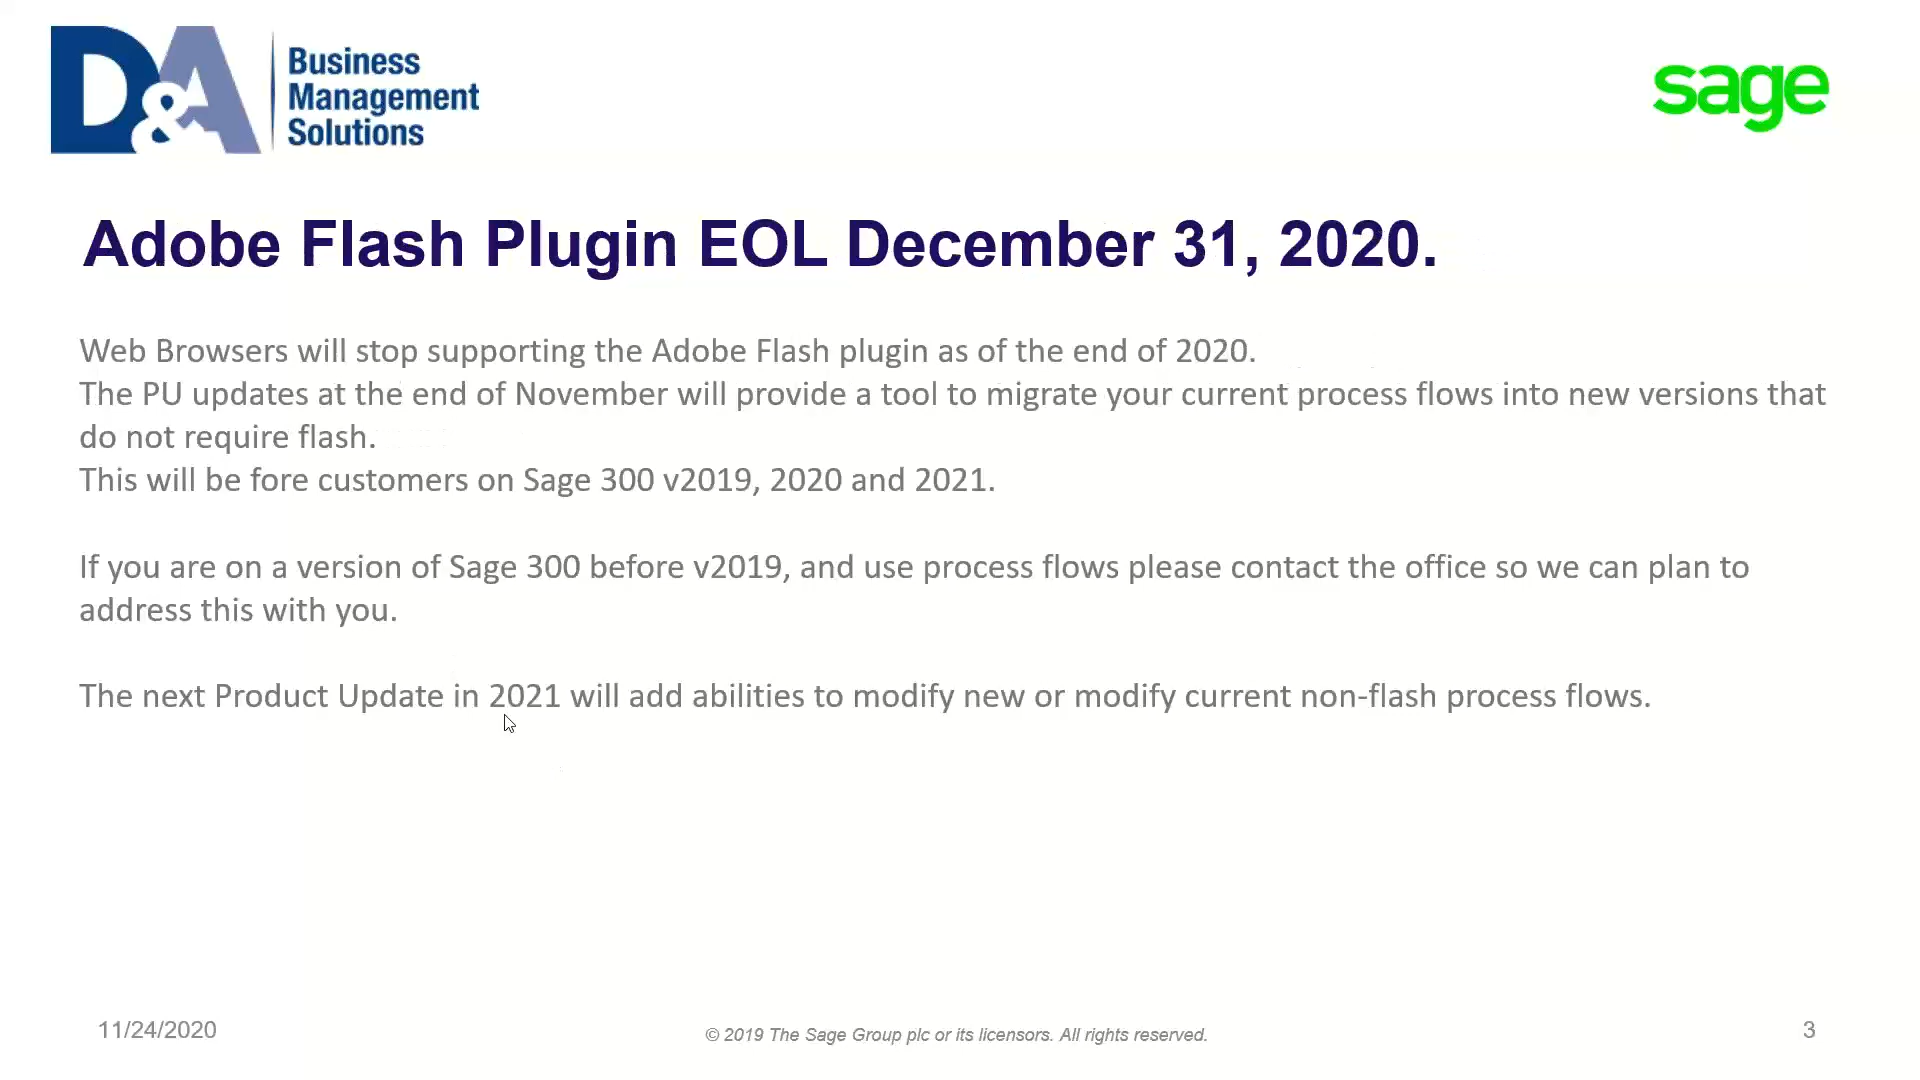 D&A
Business
Management
Solutions
sage
Adobe Flash Plugin EOL December 31, 2020.
Web Browsers will stop supporting the Adobe Flash plugin as of the end of 2020.
The PU updates at the end of November will provide a tool to migrate your current process flows into new versions that
do not require flash.
This will be fore customers on Sage 300 v2019, 2020 and 2021.
If you are on a version of Sage 300 before v2019, and use process flows please contact the office so we can plan to
address this with you.
The next Product Update in 2021 will add abilities to modify new or modify current non-flash process flows.
11/24/2020
© 2019 The Sage Group plc or its licensors. All rights reserved.
3